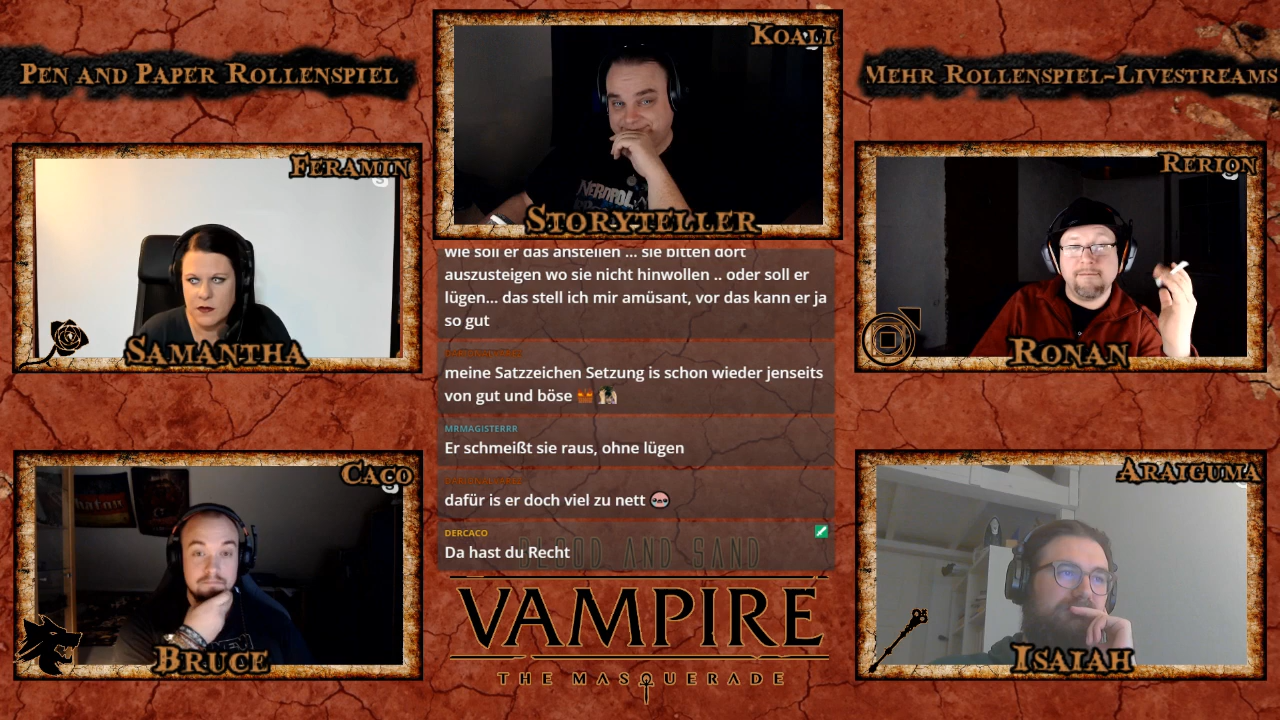 PEN AND PAPER ROLLENSPIEL
KOALI
MEHR ROLLENSPIEL-LIVESTREAMS
STORYTELLER
FERAMIN
SAMANTHA
RERION
RONAN
wie soll er das anstellen ... sie bitten dort
auszusteigen wo sie nicht hinwollen .. oder soll er
lügen... das stell ich mir amüsant, vor das kann er ja
so gut
meine Satzzeichen Setzung is schon wieder jenseits
von gut und böse
MRMAGISTERRR
Er schmeißt sie raus, ohne lügen
dafür is er doch viel zu nett
DERCACO
Da hast du Recht
BLOOD AND SAND
VAMPIRE
THE MASQUERADE
CACO
BRUCE
ARAIGUMA
ISAIAH